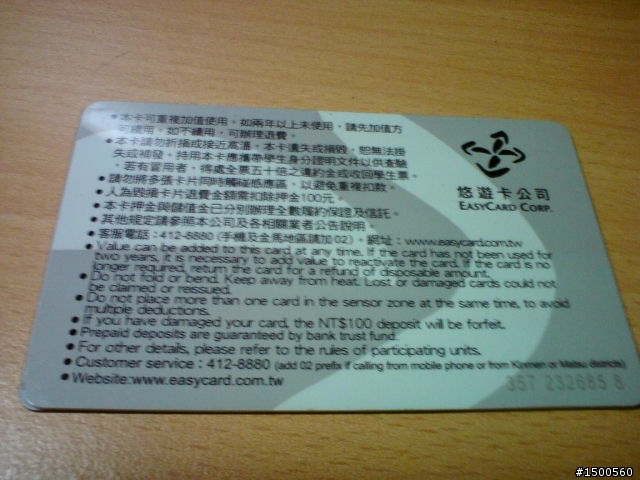 • 本卡可重複加值使用。如兩年以上未使用，請先加值方
可續用。如不續用，可辦理退費。
• 本卡請勿折損或接近高溫，本卡遺失或損毀，恕無法掛
失或補發。持用本卡應攜帶學生身分證明文件以供查驗
，若有冒用者，得處全票五十倍之違約金或收回學生票。
• 請勿將多張卡片同時觸碰感應區，以避免重複扣款。
• 人為毀損卡片退費金額需扣除押金100元。
• 本卡押金與儲值金已分別辦理全數履約保證及信託。
• 其他規定請參照本公司及各相關業者公告說明
• 客服電話：412-8880 (手機及金馬地區請加02)。網址：www.easycard.com.tw
• Value can be added to this card at any time. If the card has not been used for
two years, it is necessary to add value to reactivate the card. If the card is no
longer required, return the card for a refund of disposable amount.
• Do not fold or bend. Keep away from heat. Lost or damaged cards could not
be claimed or reissued.
• Do not place more than one card in the sensor zone at the same time, to avoid
multiple deductions.
• If you have damaged your card, the NT$100 deposit will be forfeit.
• Prepaid deposits are guaranteed by bank trust fund.
• For other details, please refer to the rules of participating units.
• Customer service : 412-8880 (add 02 prefix if calling from mobile phone or from Kinmen or Matsu districts)
• Website:www.easycard.com.tw
悠遊卡公司
EASYCARD CORP.
357 232685 8
#1500560